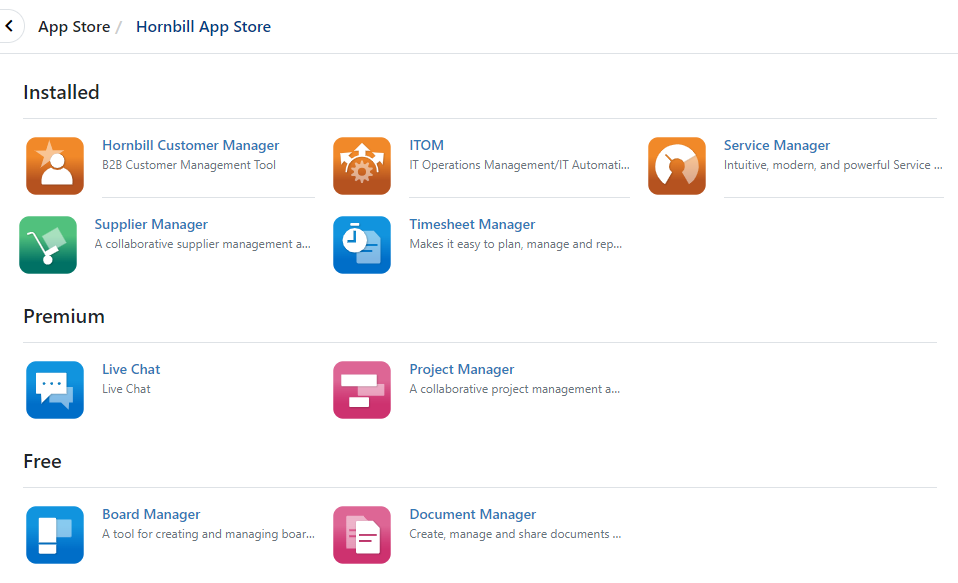 App Store / Hornbill App Store
Installed
Hornbill Customer Manager
B2B Customer Management Tool
ITOM
IT Operations Management/IT Automati...
Service Manager
Intuitive, modern, and powerful Service ...
Supplier Manager
A collaborative supplier management a...
Timesheet Manager
Makes it easy to plan, manage and rep...
Premium
Live Chat
Live Chat
Project Manager
A collaborative project management a...
Free
Board Manager
A tool for creating and managing boar...
Document Manager
Create, manage and share documents ...